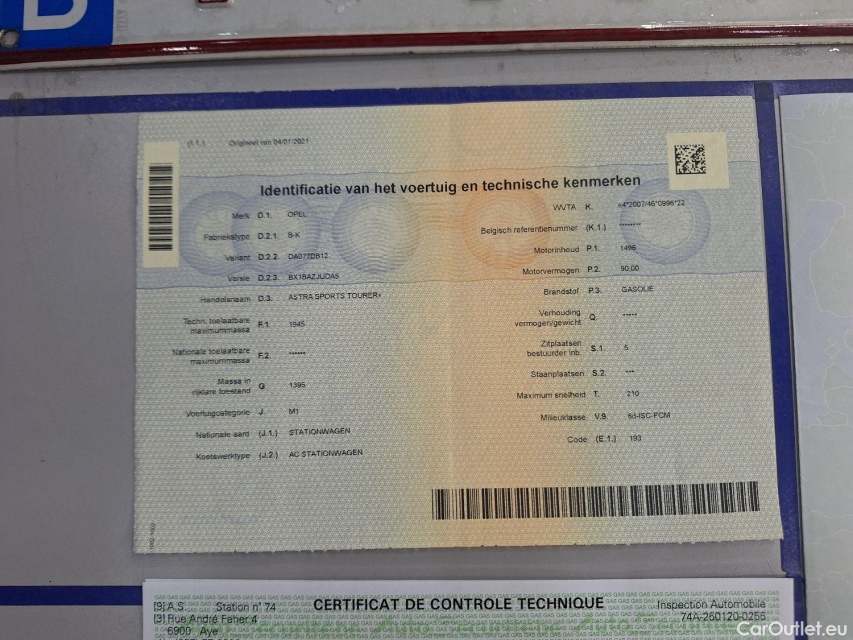 B
(I.1.) Origineel van 04/01/2021
Identificatie van het voertuig en technische kenmerken
Merk D.1. OPEL
Fabriekstype D.2.1. B-K
Variant D.2.2. DA077DB12
Versie D.2.3. BX1BAZJUDA5
Handelsnaam D.3. ASTRA SPORTS TOURER+
Techn. toelaatbare
maximummassa F.1. 1945
Nationale toelaatbare
maximummassa F.2. ******
Massa in
rijklare toestand G. 1395
Voertuigcategorie J. M1
Nationale aard (J.1.) STATIONWAGEN
Koetswerktype (J.2.) AC STATIONWAGEN
WVTA K. e4*2007/46*0996*22
Belgisch referentienummer (K.1.) ********
Motorinhoud P.1. 1496
Motorvermogen P.2. 90.00
Brandstof P.3. GASOLIE
Verhouding
vermogen/gewicht Q. *****
Zitplaatsen
bestuurder inb. S.1. 5
Staanplaatsen S.2. ***
Maximum snelheid T. 210
Milieuklasse V.9. 6d-ISC-FCM
Code (E.1.) 193
[9] A.S. Station n° 74
[3] Rue André Feher 4
6900 Aye
CERTIFICAT DE CONTROLE TECHNIQUE
Inspection Automobile
74A-260120-0256
CarOutlet.eu